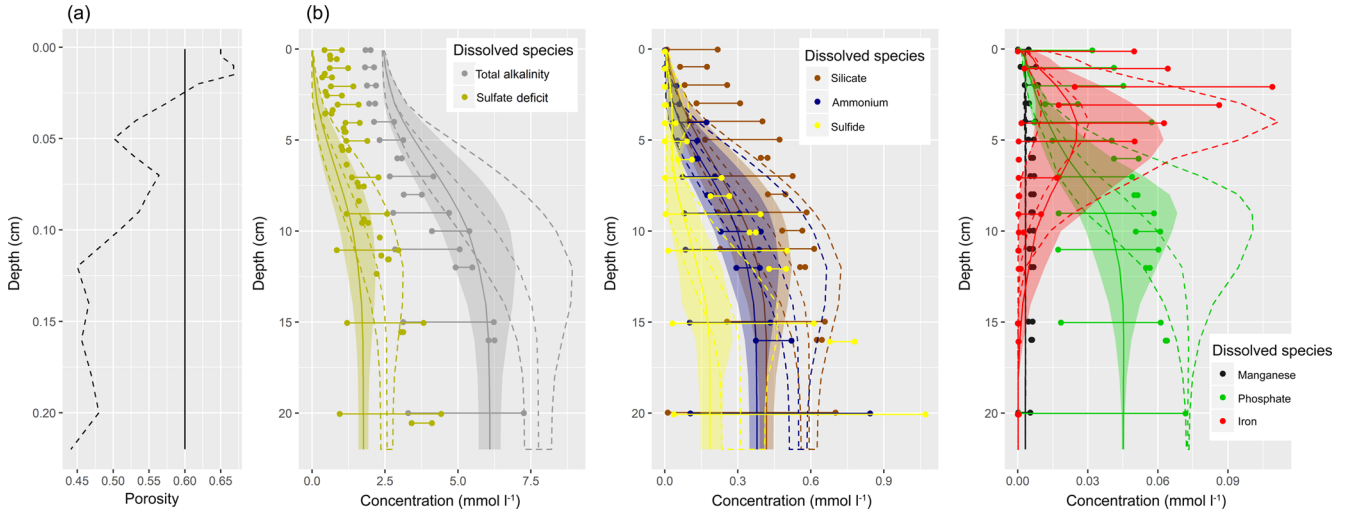 (a)
(b)
0.00
0.05
0.10
0.15
0.20
Depth (cm)
0.45 0.50 0.55 0.60 0.65
Porosity
Dissolved species
Total alkalinity
Sulfate deficit
0
5
10
15
20
Depth (cm)
0.0 2.5 5.0 7.5
Concentration (mmol l-1)
Dissolved species
Silicate
Ammonium
Sulfide
0
5
10
15
20
Depth (cm)
0.0 0.3 0.6 0.9
Concentration (mmol l-1)
0
5
10
15
20
Depth (cm)
Dissolved species
Manganese
Phosphate
Iron
0.00 0.03 0.06 0.09
Concentration (mmol l-1)